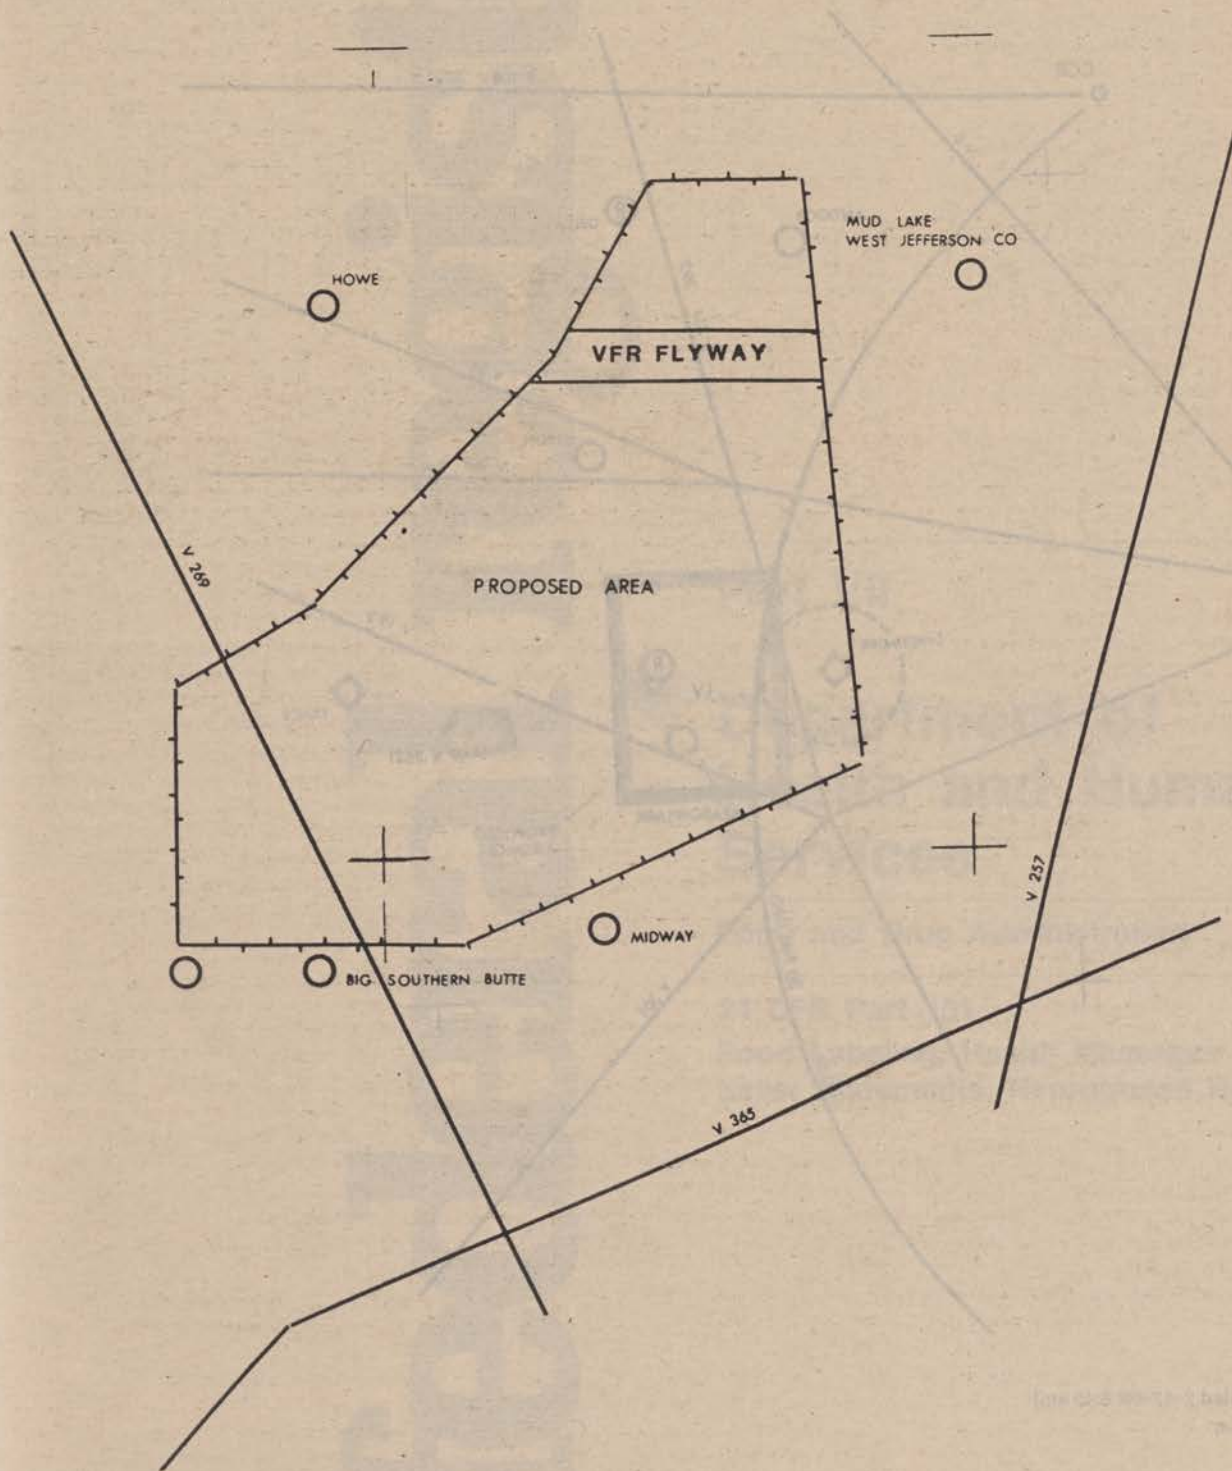 MUD LAKE
WEST JEFFERSON CO
HOWE
VFR FLYWAY
V 269
PROPOSED AREA
V 257
MIDWAY
BIG SOUTHERN BUTTE
V 365